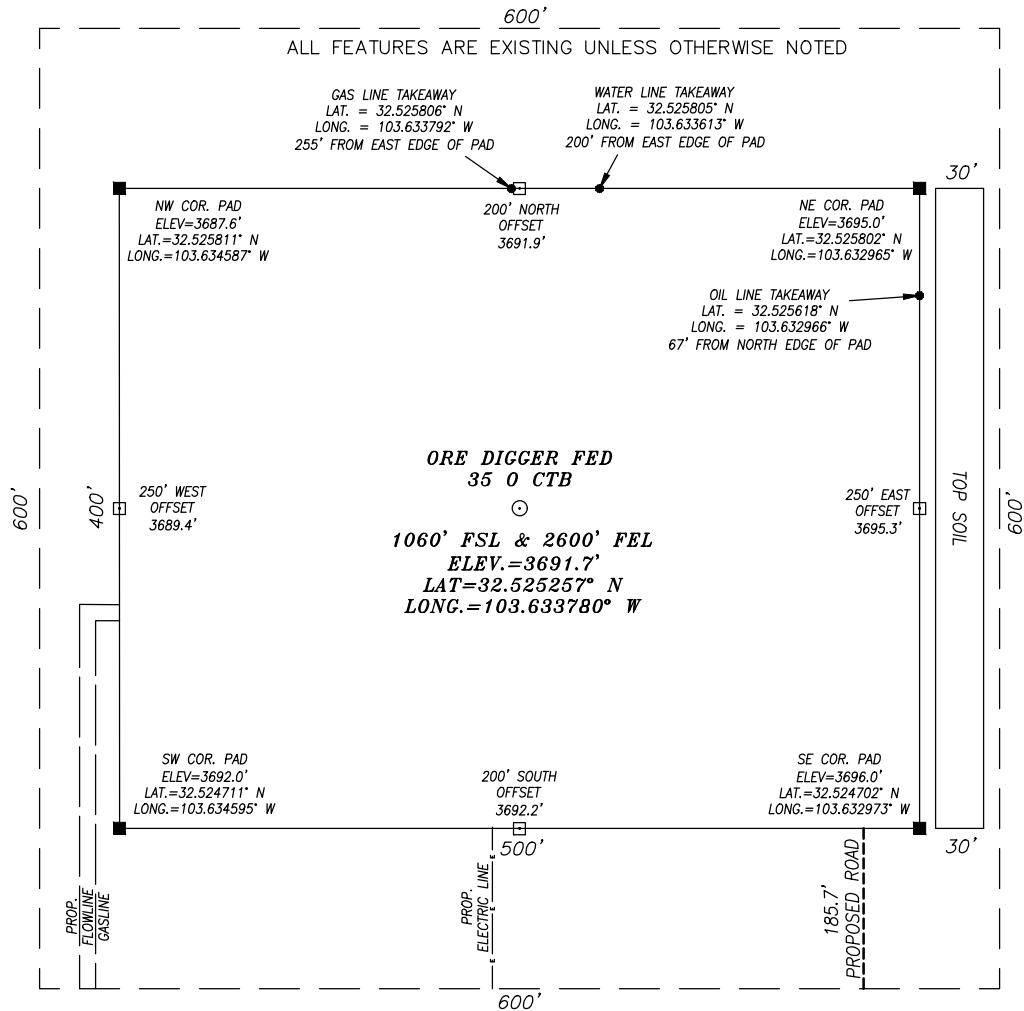 600'
ALL FEATURES ARE EXISTING UNLESS OTHERWISE NOTED
GAS LINE TAKEAWAY
LAT. = 32.525806° N
LONG. = 103.633792° W
255' FROM EAST EDGE OF PAD
WATER LINE TAKEAWAY
LAT. = 32.525805° N
LONG. = 103.633613° W
200' FROM EAST EDGE OF PAD
30'
NW COR. PAD
ELEV=3687.6'
LAT.=32.525811° N
LONG.=103.634587° W
200' NORTH
OFFSET
3691.9'
NE COR. PAD
ELEV=3695.0'
LAT.=32.525802° N
LONG.=103.632965° W
OIL LINE TAKEAWAY
LAT. = 32.525618° N
LONG. = 103.632966° W
67' FROM NORTH EDGE OF PAD
600'
400'
250' WEST
OFFSET
3689.4'
ORE DIGGER FED
35 O CTB
1060' FSL & 2600' FEL
ELEV.=3691.7'
LAT=32.525257° N
LONG.=103.633780° W
250' EAST
OFFSET
3695.3'
TOP SOIL
600'
SW COR. PAD
ELEV=3692.0'
LAT.=32.524711° N
LONG.=103.634595° W
200' SOUTH
OFFSET
3692.2'
SE COR. PAD
ELEV=3696.0'
LAT.=32.524702° N
LONG.=103.632973° W
500'
30'
PROP.
FLOWLINE
GASLINE
PROP.
ELECTRIC LINE
185.7'
PROPOSED ROAD
600'